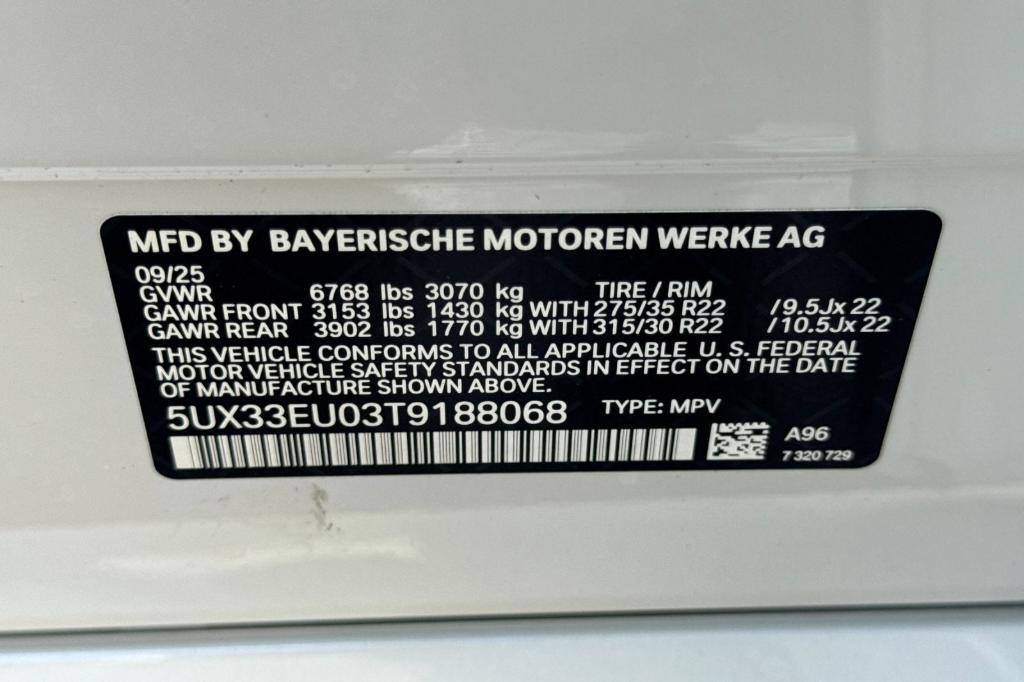 MFD BY BAYERISCHE MOTOREN WERKE AG
09/25
GVWR 6768 lbs 3070 kg TIRE / RIM
GAWR FRONT 3153 lbs 1430 kg WITH 275/35 R22 / 9.5Jx 22
GAWR REAR 3902 lbs 1770 kg WITH 315/30 R22 / 10.5Jx 22
THIS VEHICLE CONFORMS TO ALL APPLICABLE U. S. FEDERAL
MOTOR VEHICLE SAFETY STANDARDS IN EFFECT ON THE DATE
OF MANUFACTURE SHOWN ABOVE.
5UX33EU03T9188068 TYPE: MPV
A96
7 320 729